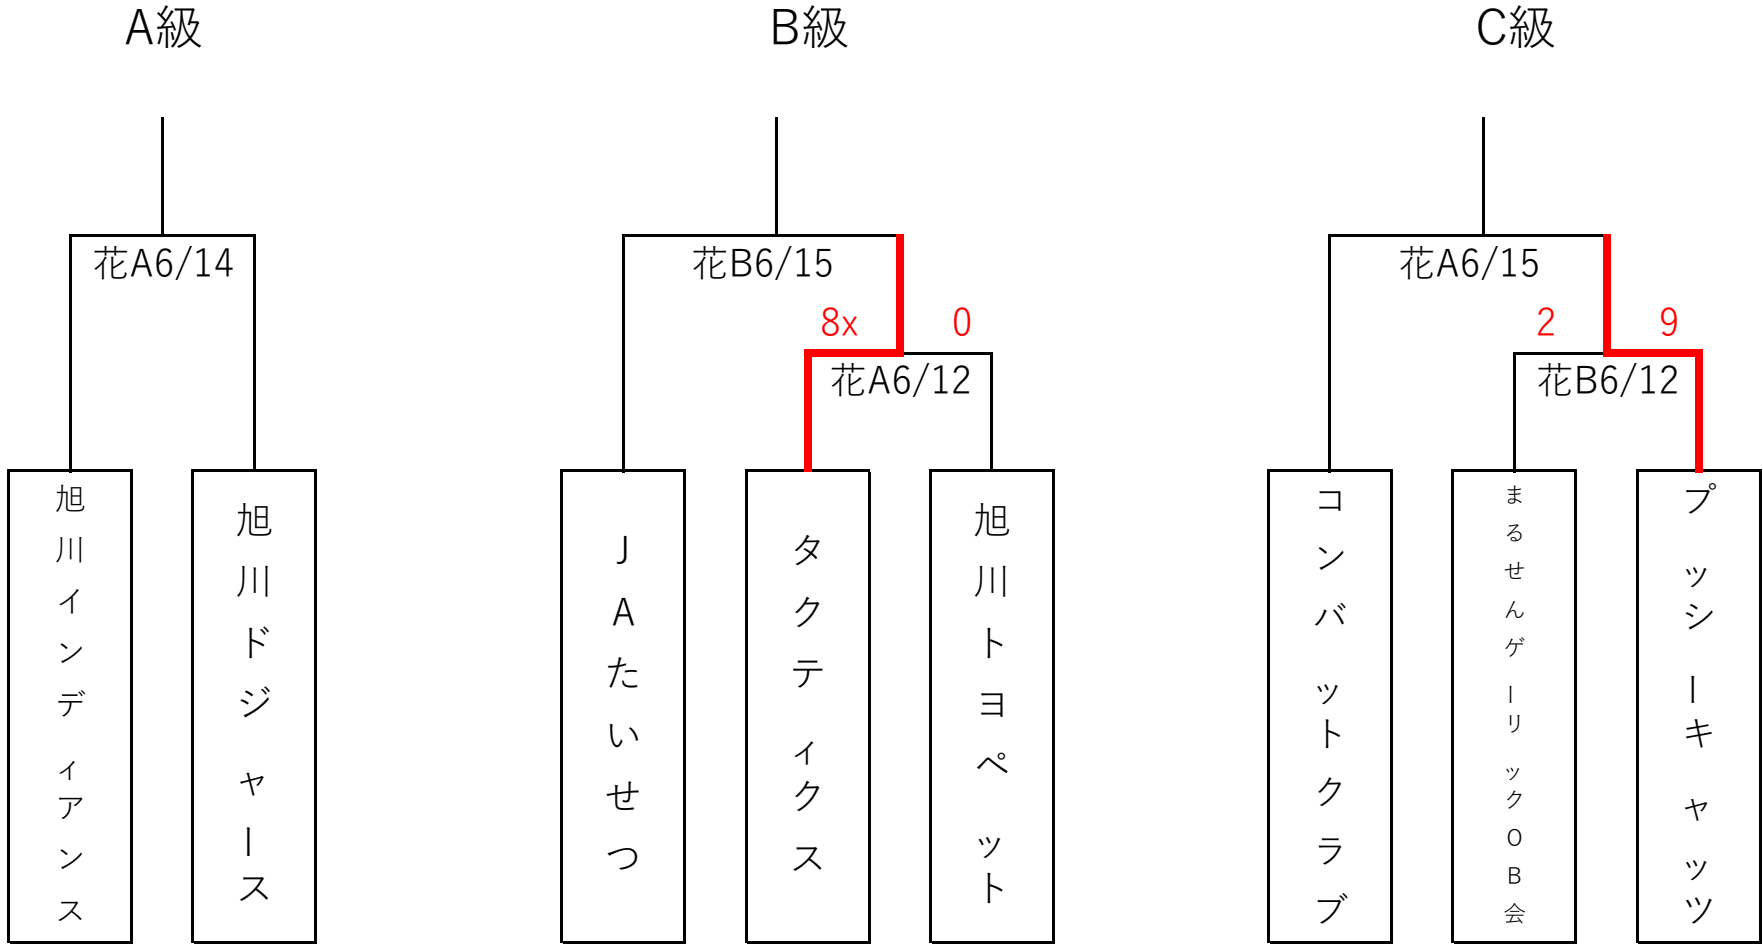 A級
B級
C級
花A6/14
花B6/15
花A6/15
8x
0
2
9
花A6/12
花B6/12
旭川インディアンス
旭川ドジャース
JAたいせつ
タクティクス
旭川トヨペット
コンバットクラブ
まるせんゲーリックOB会
プッシーキャッツ